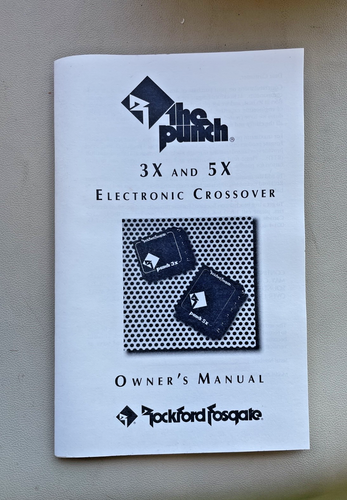 the
punch®
3X AND 5X
ELECTRONIC CROSSOVER
punch 3x
punch 5x
OWNER'S MANUAL
Rockford Fosgate®